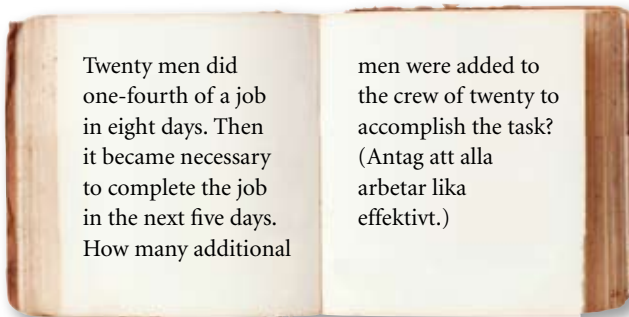 Twenty men did
one-fourth of a job
in eight days. Then
it became necessary
to complete the job
in the next five days.
How many additional
men were added to
the crew of twenty to
accomplish the task?
(Antag att alla
arbetar lika
effektivt.)